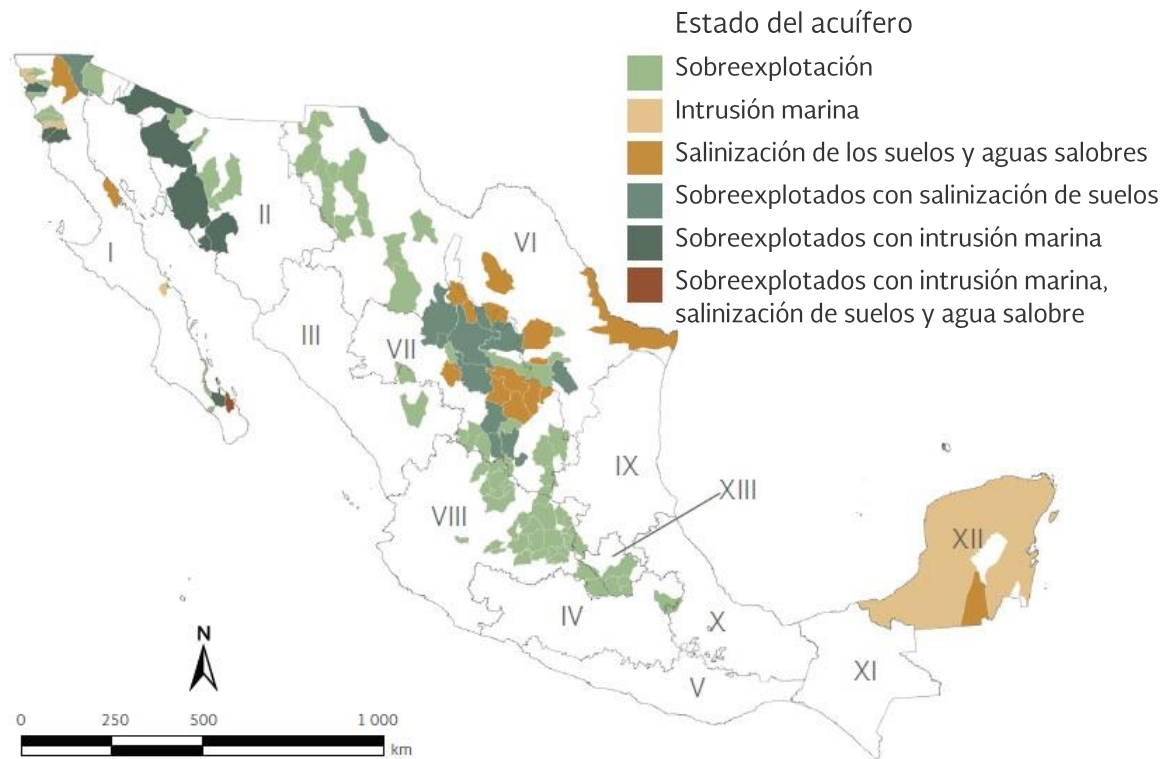 Estado del acuífero
Sobreexplotación
Intrusión marina
Salinización de los suelos y aguas salobres
Sobreexplotados con salinización de suelos
Sobreexplotados con intrusión marina
Sobreexplotados con intrusión marina,
salinización de suelos y agua salobre
I
II
III
VI
VII
VIII
IX
XIII
XII
IV
X
V
XI
N
0 250 500 1 000
km